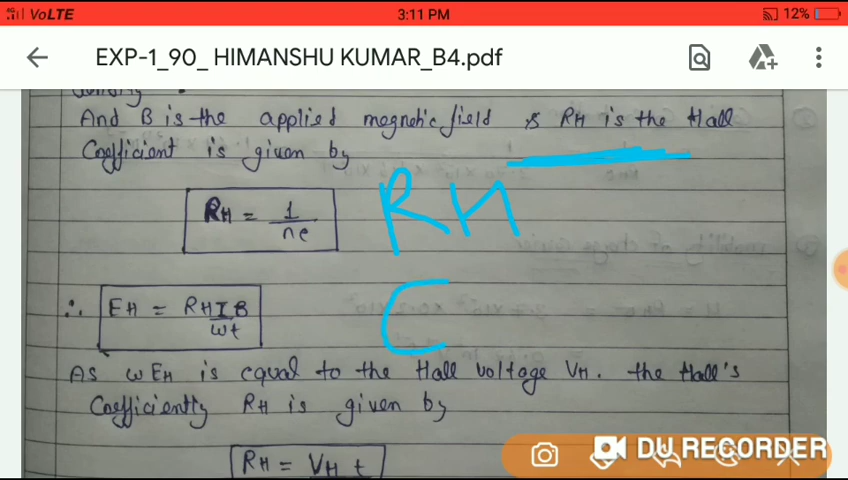 VoLTE 3:11 PM 12%
EXP-1_90_ HIMANSHU KUMAR_B4.pdf
And B is the applied magnetic field & RH is the Hall
Coefficient is given by
RH = 1/ne
RH
C
∴ EH = RHIB/wt
As wEH is equal to the Hall voltage VH. the Hall's
Coefficiently RH is given by
RH = VH t
DU RECORDER